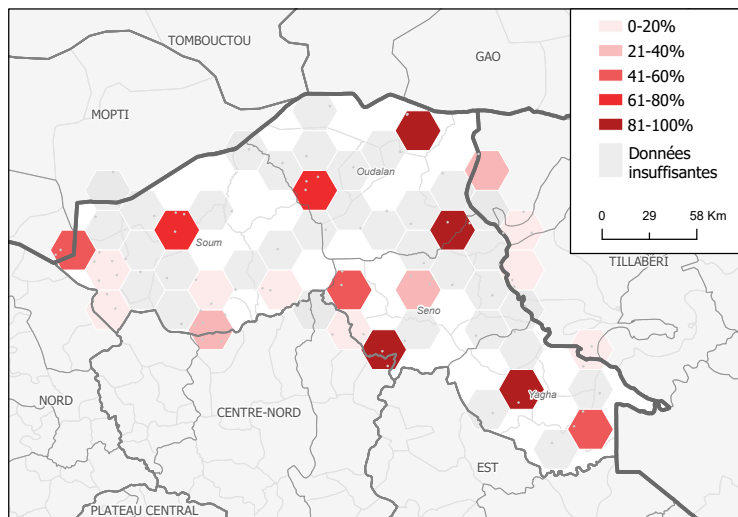 TOMBOUCTOU
GAO
MOPTI
Oudalan
Soum
TILLABERI
Seno
Yagha
NORD
CENTRE-NORD
EST
PLATEAU CENTRAL
0-20%
21-40%
41-60%
61-80%
81-100%
Données
insuffisantes
0 29 58 Km